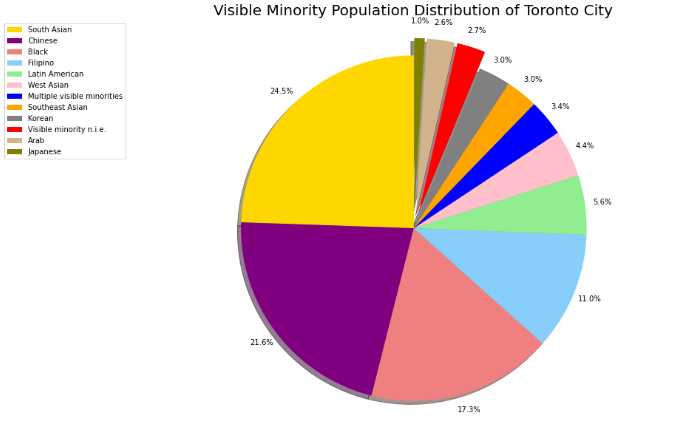 Visible Minority Population Distribution of Toronto City
South Asian
Chinese
Black
Filipino
Latin American
West Asian
Multiple visible minorities
Southeast Asian
Korean
Visible minority n.i.e.
Arab
Japanese
1.0%
2.6%
2.7%
3.0%
3.0%
3.4%
4.4%
5.6%
11.0%
17.3%
21.6%
24.5%